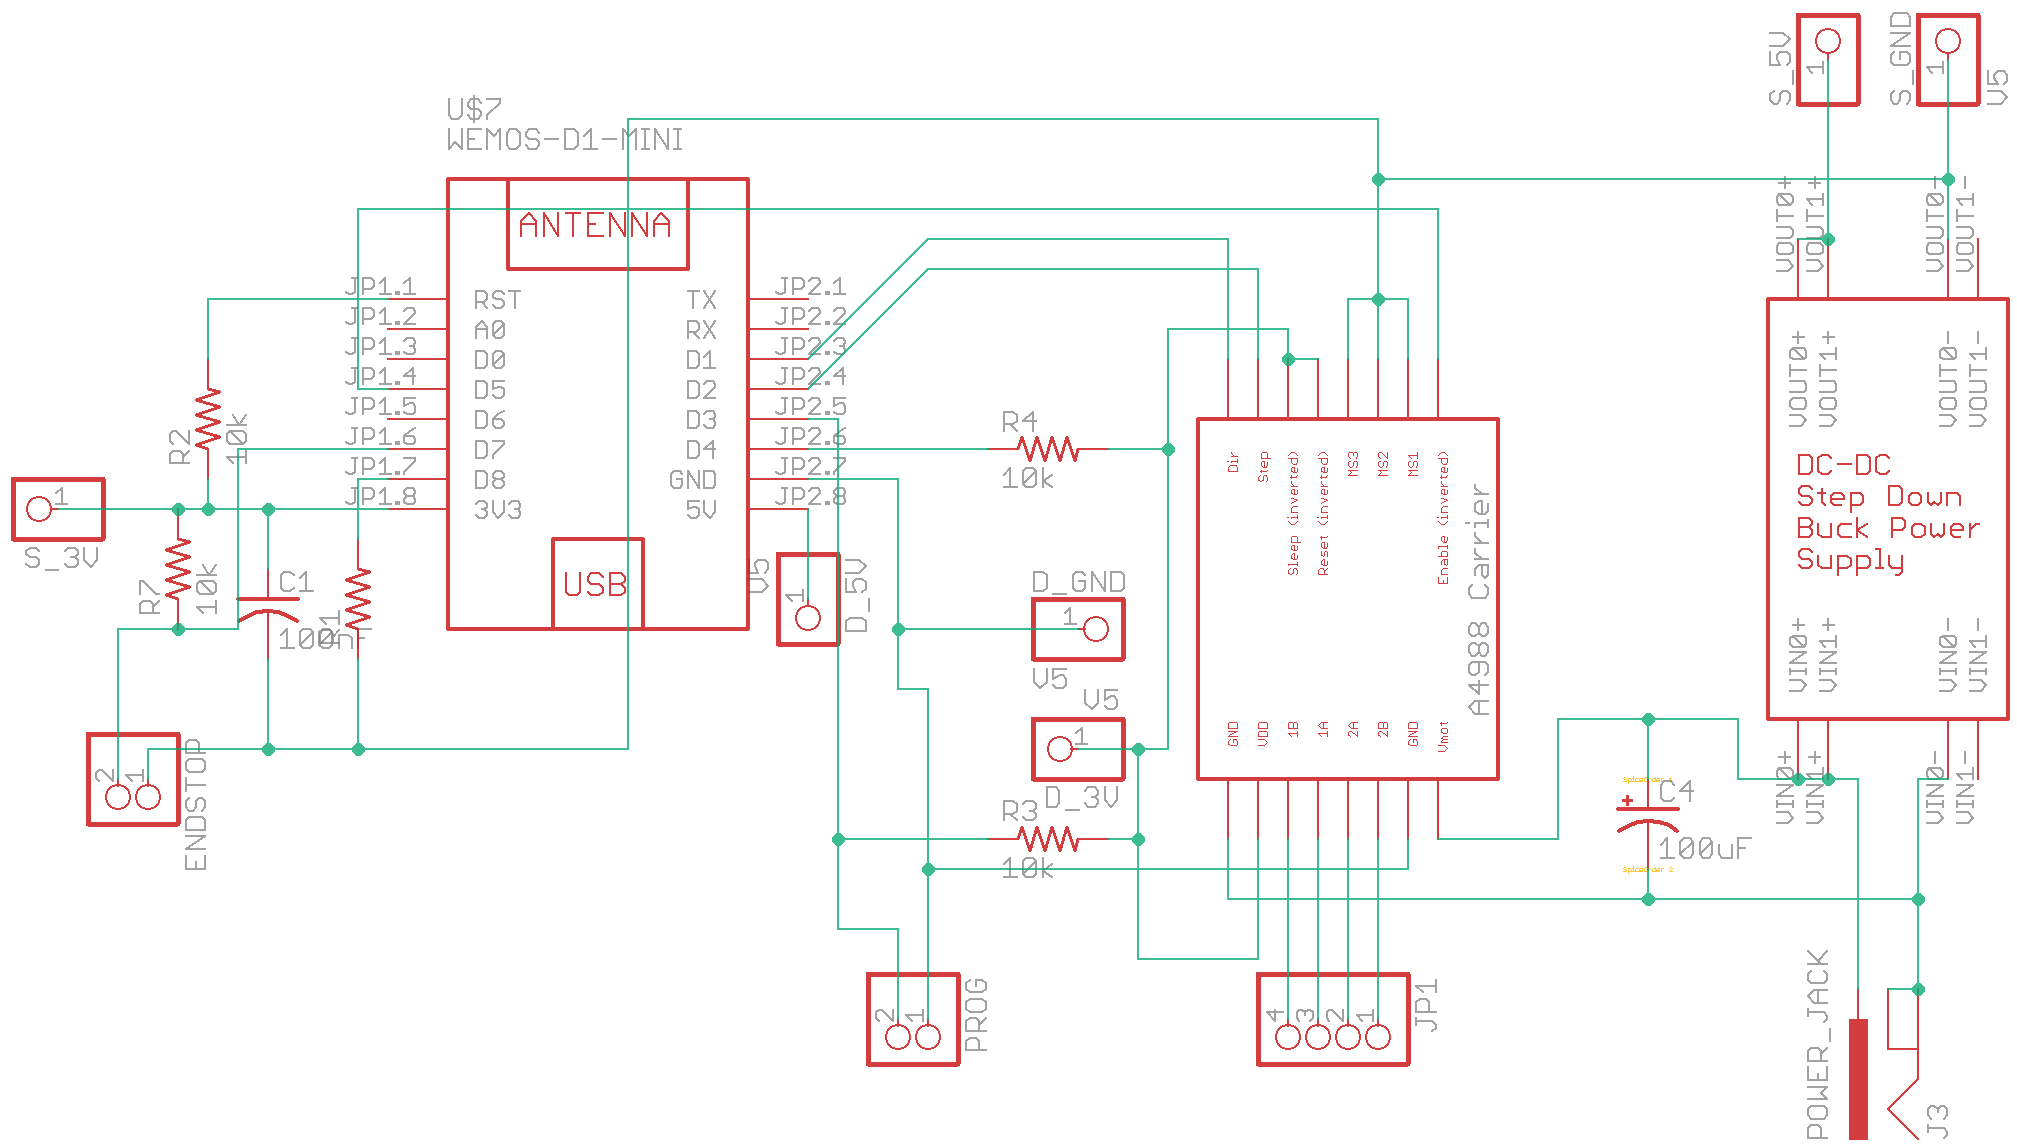 S_5V
1
S_GND
1
V5
U$7
WEMOS-D1-MINI
ANTENNA
VOUT0+
VOUT1+
VOUT0-
VOUT1-
JP1.1
RST
TX
JP2.1
JP1.2
A0
RX
JP2.2
JP1.3
D0
D1
JP2.3
JP1.4
D5
D2
JP2.4
JP1.5
D6
D3
JP2.5
JP1.6
D7
D4
JP2.6
JP1.7
D8
GND
JP2.7
JP1.8
3V3
5V
JP2.8
USB
R2
10k
1
S_3V
R7
10k
C1
100nF
R1
V5
1
D_5V
R4
10k
D_GND
1
V5
V5
1
D_3V
R3
10k
Dir
Step
Sleep (inverted)
Reset (inverted)
MS3
MS2
MS1
Enable (inverted)
A4988 Carrier
GND
VDD
1B
1A
2A
2B
GND
Vmot
VOUT0+
VOUT1+
VOUT0-
VOUT1-
DC-DC
Step Down
Buck Power
Supply
VIN0+
VIN1+
VIN0-
VIN1-
VIN0+
VIN1+
VIN0-
VIN1-
SpiceOrder 1
+
C4
100uF
SpiceOrder 2
2
1
ENDSTOP
2
1
PROG
4
3
2
1
JP1
POWER_JACK
J3